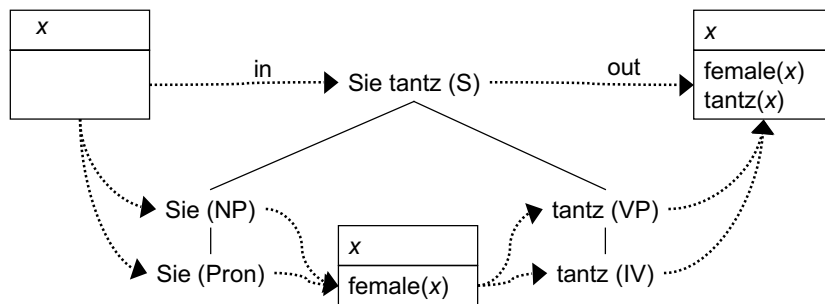 x
x
in
Sie tantz (S)
out
female(x)
tantz(x)
Sie (NP)
tantz (VP)
x
Sie (Pron)
female(x)
tantz (IV)